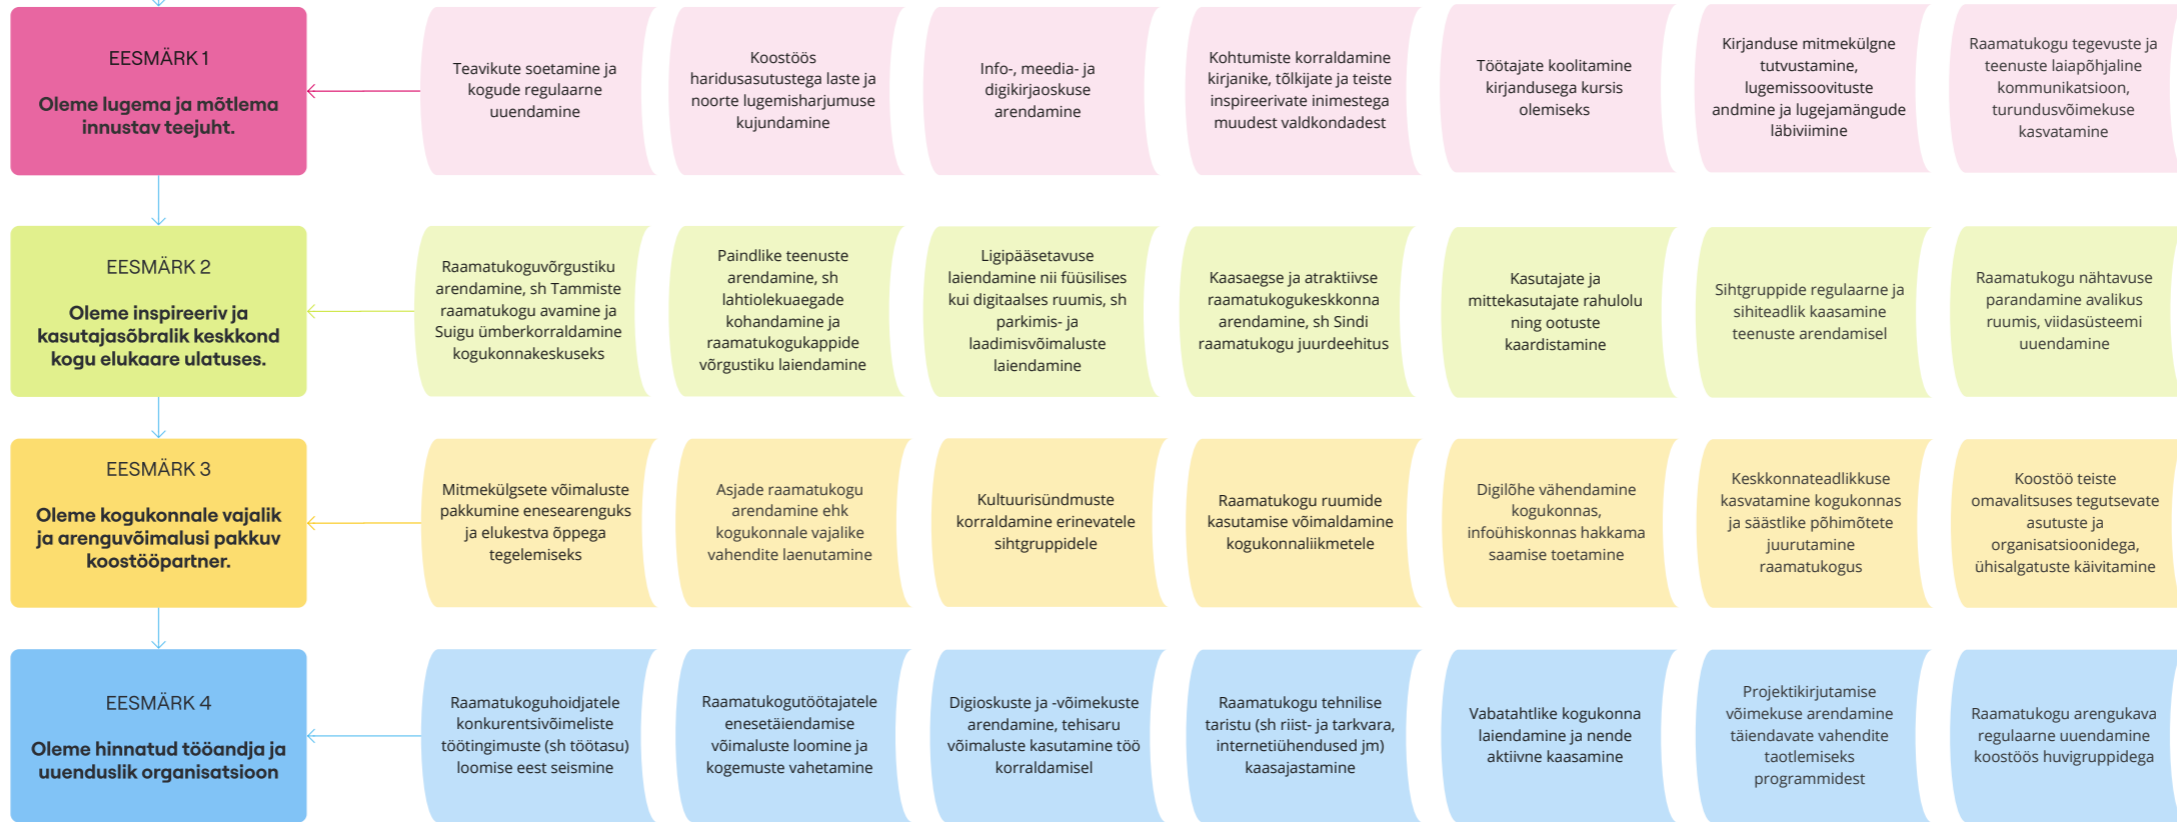 EESMÄRK 1
Oleme lugema ja mõtlema
innustav teejuht.
Teavikute soetamine ja
kogude regulaarne
uuendamine
Koostöös
haridusasutustega laste ja
noorte lugemisharjumuse
kujundamine
Info-, meedia- ja
digikirjaoskuse
arendamine
Kohtumiste korraldamine
kirjanike, tõlkijate ja teiste
inspireerivate inimestega
muudest valdkondadest
Töötajate koolitamine
kirjandusega kursis
olemiseks
Kirjanduse mitmekülgne
tutvustamine,
lugemissoovituste
andmine ja lugejamängude
läbiviimine
Raamatukogu tegevuste ja
teenuste laiapõhjaline
kommunikatsioon,
turundusvõimekuse
kasvatamine
EESMÄRK 2
Oleme inspireeriv ja
kasutajasõbralik keskkond
kogu elukaare ulatuses.
Raamatukoguvõrgustiku
arendamine, sh Tammiste
raamatukogu avamine ja
Suigu ümberkorraldamine
kogukonnakeskuseks
Paindlike teenuste
arendamine, sh
lahtiolekuaegade
kohandamine ja
raamatukogukappide
võrgustiku laiendamine
Ligipääsetavuse
laiendamine nii füüsilises
kui digitaalses ruumis, sh
parkimis- ja
laadimisvõimaluste
laiendamine
Kaasaegse ja atraktiivse
raamatukogukeskkonna
arendamine, sh Sindi
raamatukogu juurdeehitus
Kasutajate ja
mittekasutajate rahulolu
ning ootuste
kaardistamine
Sihtgruppide regulaarne ja
sihiteadlik kaasamine
teenuste arendamisel
Raamatukogu nähtavuse
parandamine avalikus
ruumis, viidasüsteemi
uuendamine
EESMÄRK 3
Oleme kogukonnale vajalik
ja arenguvõimalusi pakkuv
koostööpartner.
Mitmekülgsete võimaluste
pakkumine enesearenguks
ja elukestva õppega
tegelemiseks
Asjade raamatukogu
arendamine ehk
kogukonnale vajalike
vahendite laenutamine
Kultuurisündmuste
korraldamine erinevatele
sihtgruppidele
Raamatukogu ruumide
kasutamise võimaldamine
kogukonnaliikmetele
Digilõhe vähendamine
kogukonnas,
infoühiskonnas hakkama
saamise toetamine
Keskkonnateadlikkuse
kasvatamine kogukonnas
ja säästlike põhimõtete
juurutamine
raamatukogus
Koostöö teiste
omavalitsuses tegutsevate
asutuste ja
organisatsioonidega,
ühisalgatuste käivitamine
EESMÄRK 4
Oleme hinnatud tööandja ja
uuenduslik organisatsioon
Raamatukoguhoidjatele
konkurentsivõimeliste
töötingimuste (sh töötasu)
loomise eest seismine
Raamatukogutöötajatele
enesetäiendamise
võimaluste loomine ja
kogemuste vahetamine
Digioskuste ja -võimekuste
arendamine, tehisaru
võimaluste kasutamine töö
korraldamisel
Raamatukogu tehnilise
taristu (sh riist- ja tarkvara,
internetiühendused jm)
kaasajastamine
Vabatahtlike kogukonna
laiendamine ja nende
aktiivne kaasamine
Projektikirjutamise
võimekuse arendamine
täiendavate vahendite
taotlemiseks
programmidest
Raamatukogu arengukava
regulaarne uuendamine
koostöös huvigruppidega